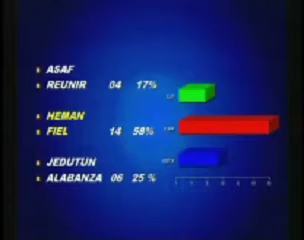 ASAF
REUNIR 04 17%
HEMAN
FIEL 14 58%
JEDUTUN
ALABANZA 06 25 %